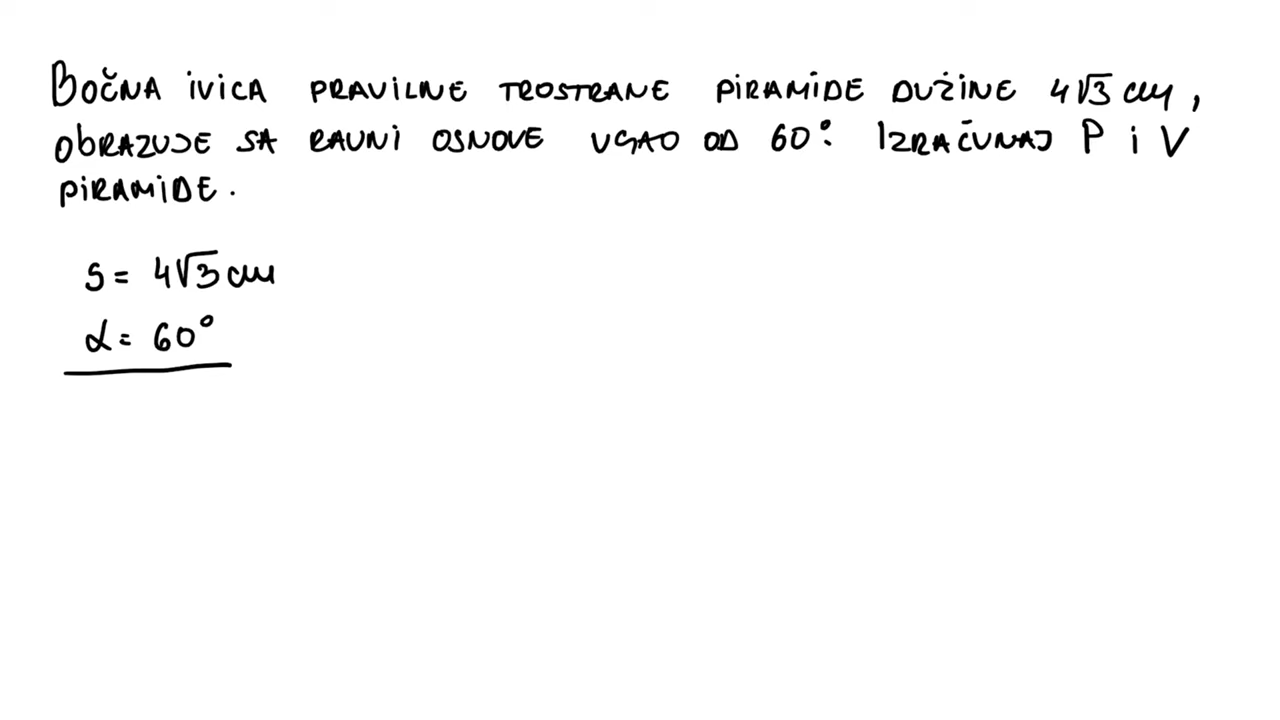 BOČNA IVICA PRAVILNE TROSTRANE PIRAMIDE DUŽINE 4√3 cm,
OBRAZUJE SA RAVNI OSNOVE UGAO OD 60°. IZRAČUNAJ P i V
PIRAMIDE.
s = 4√3 cm
α = 60°